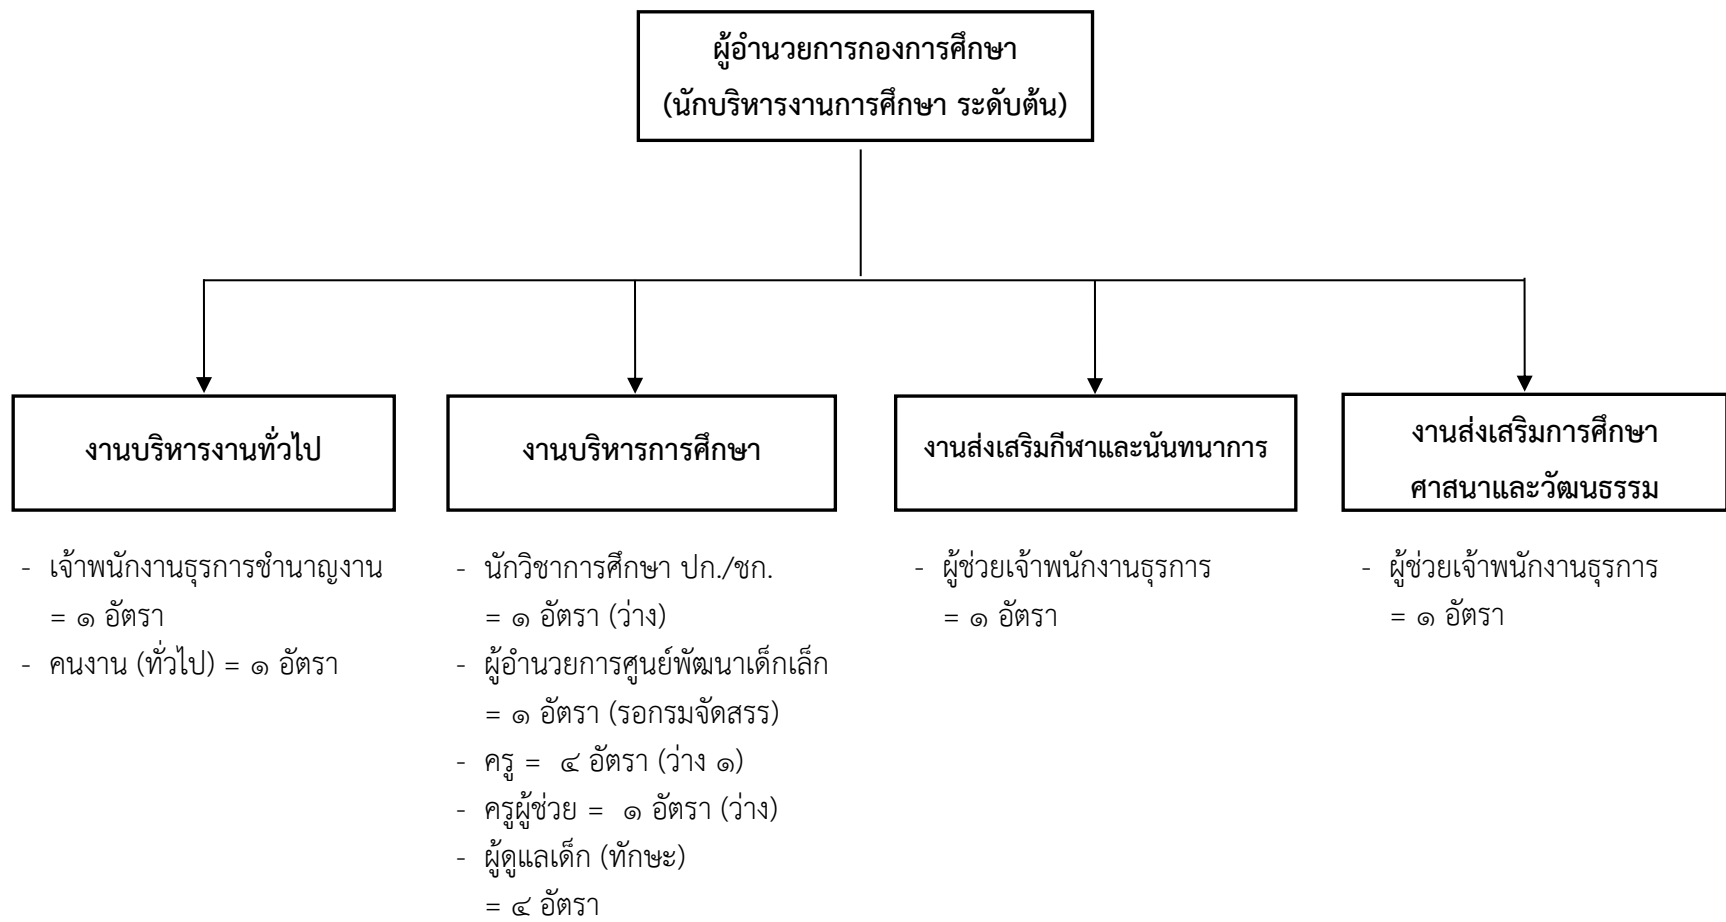 ผู้อำนวยการกองการศึกษา
(นักบริหารงานการศึกษา ระดับต้น)
งานบริหารงานทั่วไป
- เจ้าพนักงานธุรการชำนาญงาน
= ๑ อัตรา
- คนงาน (ทั่วไป) = ๑ อัตรา
งานบริหารการศึกษา
- นักวิชาการศึกษา ปก./ชก.
= ๑ อัตรา (ว่าง)
- ผู้อำนวยการศูนย์พัฒนาเด็กเล็ก
= ๑ อัตรา (รอกรมจัดสรร)
- ครู = ๔ อัตรา (ว่าง ๑)
- ครูผู้ช่วย = ๑ อัตรา (ว่าง)
- ผู้ดูแลเด็ก (ทักษะ)
= ๔ อัตรา
งานส่งเสริมกีฬาและนันทนาการ
- ผู้ช่วยเจ้าพนักงานธุรการ
= ๑ อัตรา
งานส่งเสริมการศึกษา
ศาสนาและวัฒนธรรม
- ผู้ช่วยเจ้าพนักงานธุรการ
= ๑ อัตรา